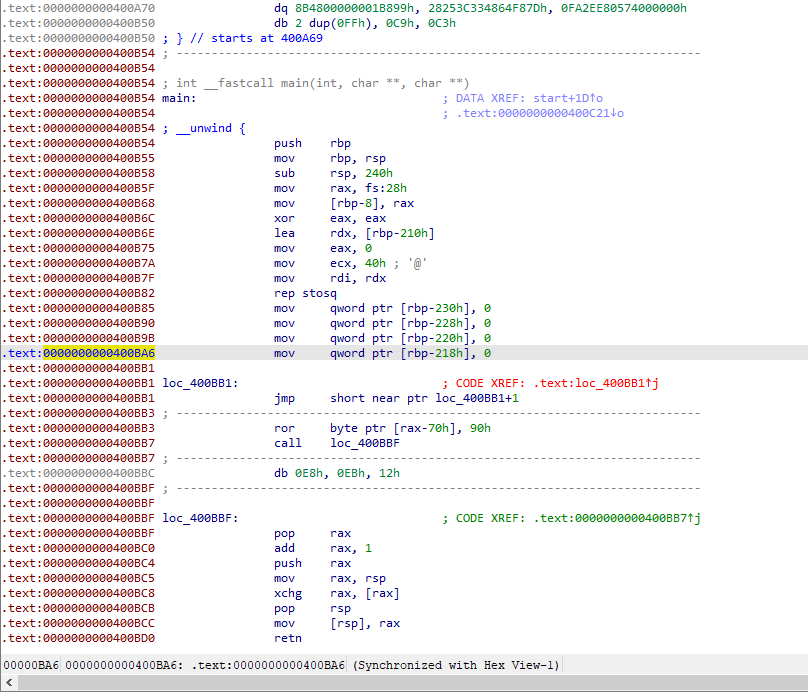 .text:0000000000400A70 dq 8B4800000001B899h, 28253C334864F87Dh, 0FA2EE80574000000h
.text:0000000000400B50 db 2 dup(0FFh), 0C9h, 0C3h
.text:0000000000400B50 ; } // starts at 400A69
.text:0000000000400B54 ; ---------------------------------------------------------------------------
.text:0000000000400B54
.text:0000000000400B54 ; int __fastcall main(int, char **, char **)
.text:0000000000400B54 main: ; DATA XREF: start+1D↑o
.text:0000000000400B54 ; .text:0000000000400C21↓o
.text:0000000000400B54 ; __unwind {
.text:0000000000400B54 push rbp
.text:0000000000400B55 mov rbp, rsp
.text:0000000000400B58 sub rsp, 240h
.text:0000000000400B5F mov rax, fs:28h
.text:0000000000400B68 mov [rbp-8], rax
.text:0000000000400B6C xor eax, eax
.text:0000000000400B6E lea rdx, [rbp-210h]
.text:0000000000400B75 mov eax, 0
.text:0000000000400B7A mov ecx, 40h ; '@'
.text:0000000000400B7F mov rdi, rdx
.text:0000000000400B82 rep stosq
.text:0000000000400B85 mov qword ptr [rbp-230h], 0
.text:0000000000400B90 mov qword ptr [rbp-228h], 0
.text:0000000000400B9B mov qword ptr [rbp-220h], 0
.text:0000000000400BA6 mov qword ptr [rbp-218h], 0
.text:0000000000400BB1
.text:0000000000400BB1 loc_400BB1: ; CODE XREF: .text:loc_400BB1↑j
.text:0000000000400BB1 jmp short near ptr loc_400BB1+1
.text:0000000000400BB3 ; ---------------------------------------------------------------------------
.text:0000000000400BB3 ror byte ptr [rax-70h], 90h
.text:0000000000400BB7 call loc_400BBF
.text:0000000000400BB7 ; ---------------------------------------------------------------------------
.text:0000000000400BBC db 0E8h, 0EBh, 12h
.text:0000000000400BBF ; ---------------------------------------------------------------------------
.text:0000000000400BBF
.text:0000000000400BBF loc_400BBF: ; CODE XREF: .text:0000000000400BB7↑j
.text:0000000000400BBF pop rax
.text:0000000000400BC0 add rax, 1
.text:0000000000400BC4 push rax
.text:0000000000400BC5 mov rax, rsp
.text:0000000000400BC8 xchg rax, [rax]
.text:0000000000400BCB pop rsp
.text:0000000000400BCC mov [rsp], rax
.text:0000000000400BD0 retn
00000BA6 0000000000400BA6: .text:0000000000400BA6 (Synchronized with Hex View-1)